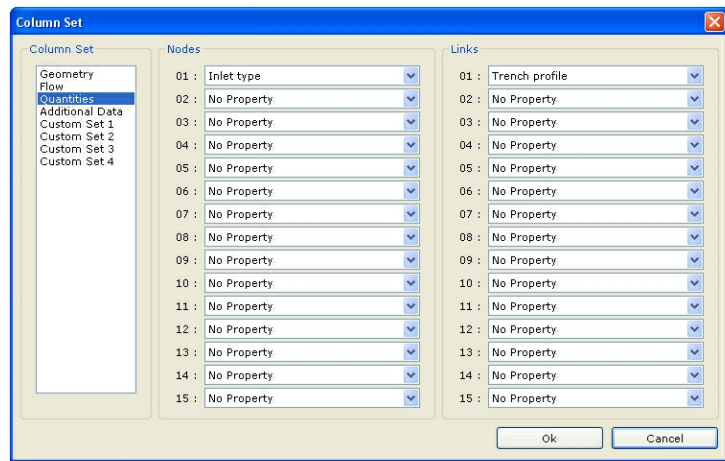 Column Set
Column Set
Nodes
Links
Geometry
Flow
Quantities
Additional Data
Custom Set 1
Custom Set 2
Custom Set 3
Custom Set 4
01 : Inlet type
02 : No Property
03 : No Property
04 : No Property
05 : No Property
06 : No Property
07 : No Property
08 : No Property
09 : No Property
10 : No Property
11 : No Property
12 : No Property
13 : No Property
14 : No Property
15 : No Property
01 : Trench profile
02 : No Property
03 : No Property
04 : No Property
05 : No Property
06 : No Property
07 : No Property
08 : No Property
09 : No Property
10 : No Property
11 : No Property
12 : No Property
13 : No Property
14 : No Property
15 : No Property
Ok
Cancel